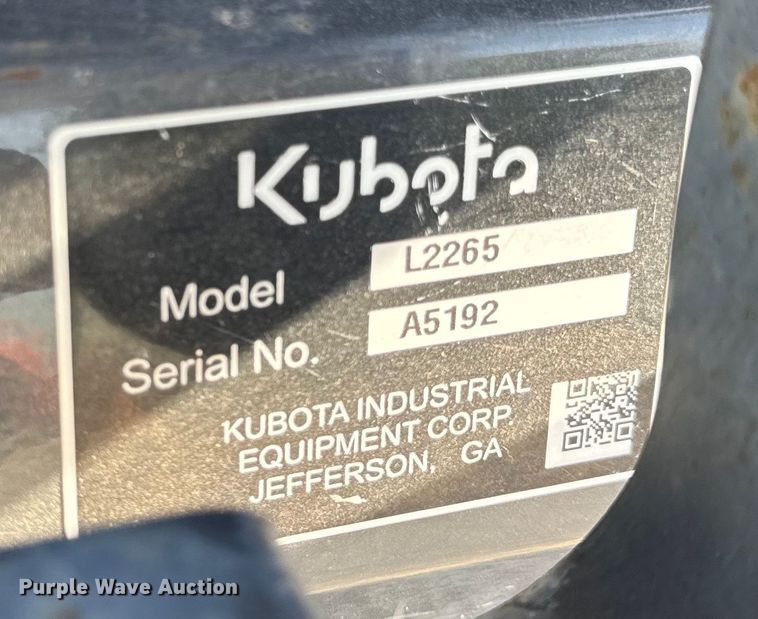 Kubota
Model L2265
Serial No. A5192
KUBOTA INDUSTRIAL
EQUIPMENT CORP.
JEFFERSON, GA
Purple Wave Auction